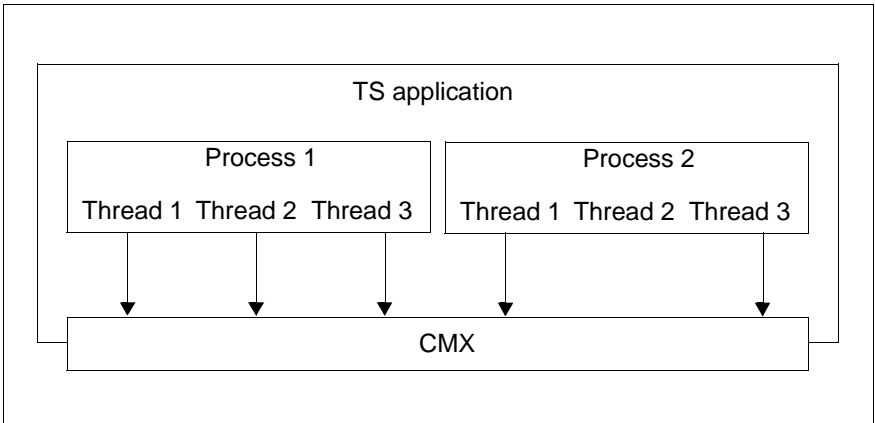 TS application
Process 1
Thread 1 Thread 2 Thread 3
Process 2
Thread 1 Thread 2 Thread 3
CMX